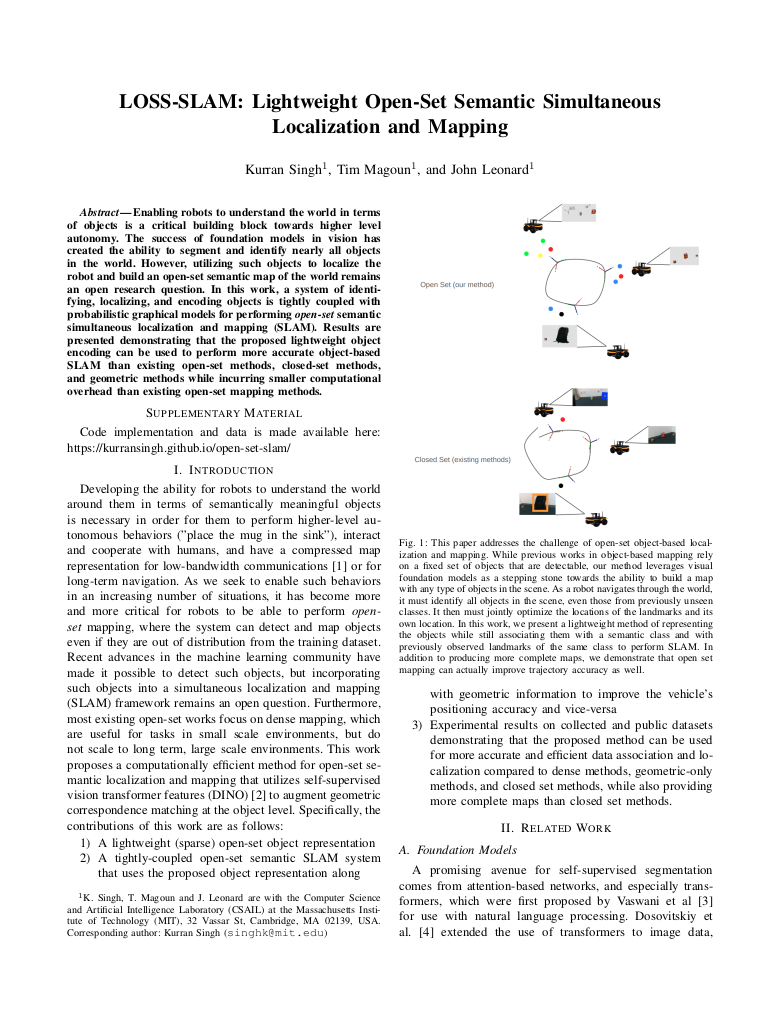 LOSS-SLAM: Lightweight Open-Set Semantic Simultaneous
Localization and Mapping
Kurran Singh1, Tim Magoun1, and John Leonard1
Abstract—Enabling robots to understand the world in terms
of objects is a critical building block towards higher level
autonomy. The success of foundation models in vision has
created the ability to segment and identify nearly all objects
in the world. However, utilizing such objects to localize the
robot and build an open-set semantic map of the world remains
an open research question. In this work, a system of identi-
fying, localizing, and encoding objects is tightly coupled with
probabilistic graphical models for performing open-set semantic
simultaneous localization and mapping (SLAM). Results are
presented demonstrating that the proposed lightweight object
encoding can be used to perform more accurate object-based
SLAM than existing open-set methods, closed-set methods,
and geometric methods while incurring smaller computational
overhead than existing open-set mapping methods.
SUPPLEMENTARY MATERIAL
Code implementation and data is made available here:
https://kurransingh.github.io/open-set-slam/
I. INTRODUCTION
Developing the ability for robots to understand the world
around them in terms of semantically meaningful objects
is necessary in order for them to perform higher-level au-
tonomous behaviors ("place the mug in the sink"), interact
and cooperate with humans, and have a compressed map
representation for low-bandwidth communications [1] or for
long-term navigation. As we seek to enable such behaviors
in an increasing number of situations, it has become more
and more critical for robots to be able to perform open-
set mapping, where the system can detect and map objects
even if they are out of distribution from the training dataset.
Recent advances in the machine learning community have
made it possible to detect such objects, but incorporating
such objects into a simultaneous localization and mapping
(SLAM) framework remains an open question. Furthermore,
most existing open-set works focus on dense mapping, which
are useful for tasks in small scale environments, but do
not scale to long term, large scale environments. This work
proposes a computationally efficient method for open-set se-
mantic localization and mapping that utilizes self-supervised
vision transformer features (DINO) [2] to augment geometric
correspondence matching at the object level. Specifically, the
contributions of this work are as follows:
1) A lightweight (sparse) open-set object representation
2) A tightly-coupled open-set semantic SLAM system
that uses the proposed object representation along
1K. Singh, T. Magoun and J. Leonard are with the Computer Science
and Artificial Intelligence Laboratory (CSAIL) at the Massachusetts Insti-
tute of Technology (MIT), 32 Vassar St, Cambridge, MA 02139, USA.
Corresponding author: Kurran Singh (singhk@mit.edu)
Open Set (our method)
Closed Set (existing methods)
Fig. 1: This paper addresses the challenge of open-set object-based local-
ization and mapping. While previous works in object-based mapping rely
on a fixed set of objects that are detectable, our method leverages visual
foundation models as a stepping stone towards the ability to build a map
with any type of objects in the scene. As a robot navigates through the world,
it must identify all objects in the scene, even those from previously unseen
classes. It then must jointly optimize the locations of the landmarks and its
own location. In this work, we present a lightweight method of representing
the objects while still associating them with a semantic class and with
previously observed landmarks of the same class to perform SLAM. In
addition to producing more complete maps, we demonstrate that open set
mapping can actually improve trajectory accuracy as well.
with geometric information to improve the vehicle's
positioning accuracy and vice-versa
3) Experimental results on collected and public datasets
demonstrating that the proposed method can be used
for more accurate and efficient data association and lo-
calization compared to dense methods, geometric-only
methods, and closed set methods, while also providing
more complete maps than closed set methods.
II. RELATED WORK
A. Foundation Models
A promising avenue for self-supervised segmentation
comes from attention-based networks, and especially trans-
formers, which were first proposed by Vaswani et al [3]
for use with natural language processing. Dosovitskiy et
al. [4] extended the use of transformers to image data,